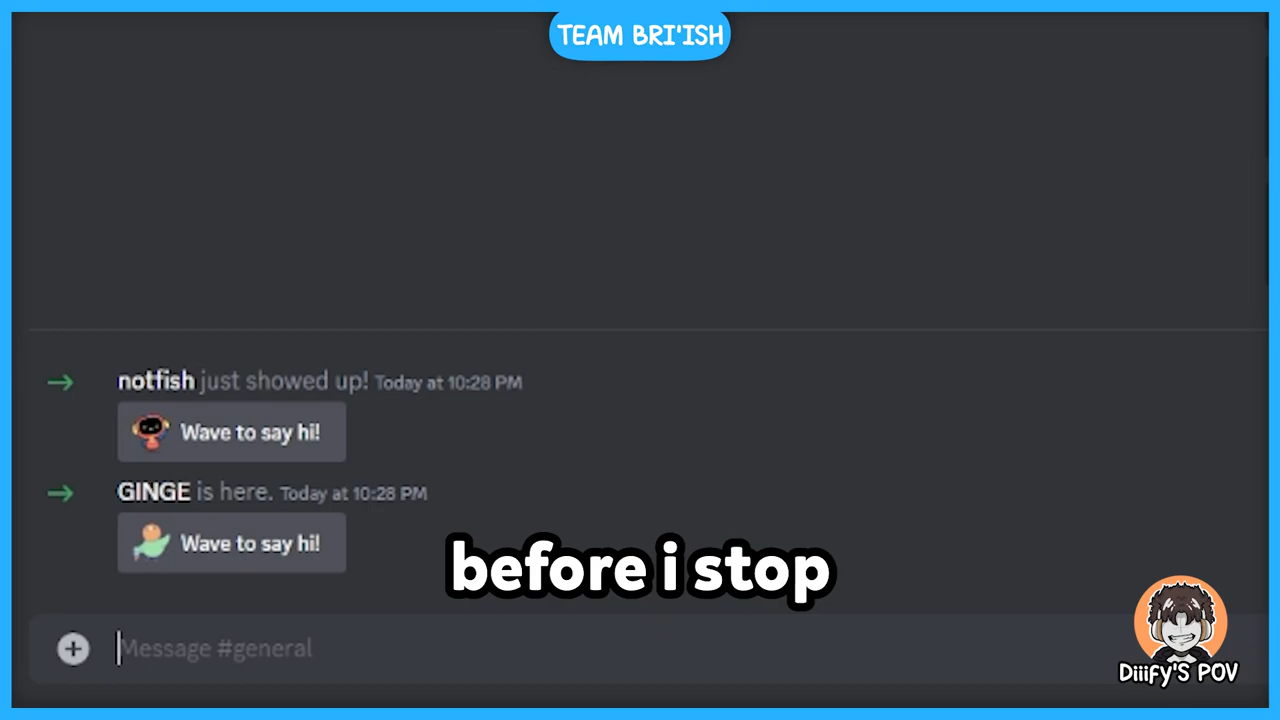 TEAM BRI'ISH
notfish just showed up! Today at 10:28 PM
Wave to say hi!
GINGE is here. Today at 10:28 PM
Wave to say hi!
before i stop
Message #general
Diiify'S POV